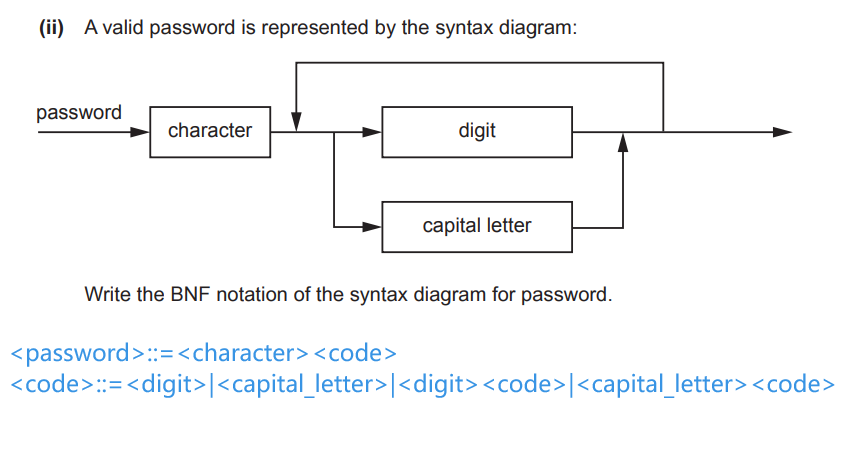 (ii) A valid password is represented by the syntax diagram:
password
character
digit
capital letter
Write the BNF notation of the syntax diagram for password.
<password>::=<character><code>
<code>::=<digit>|<capital_letter>|<digit><code>|<capital_letter><code>